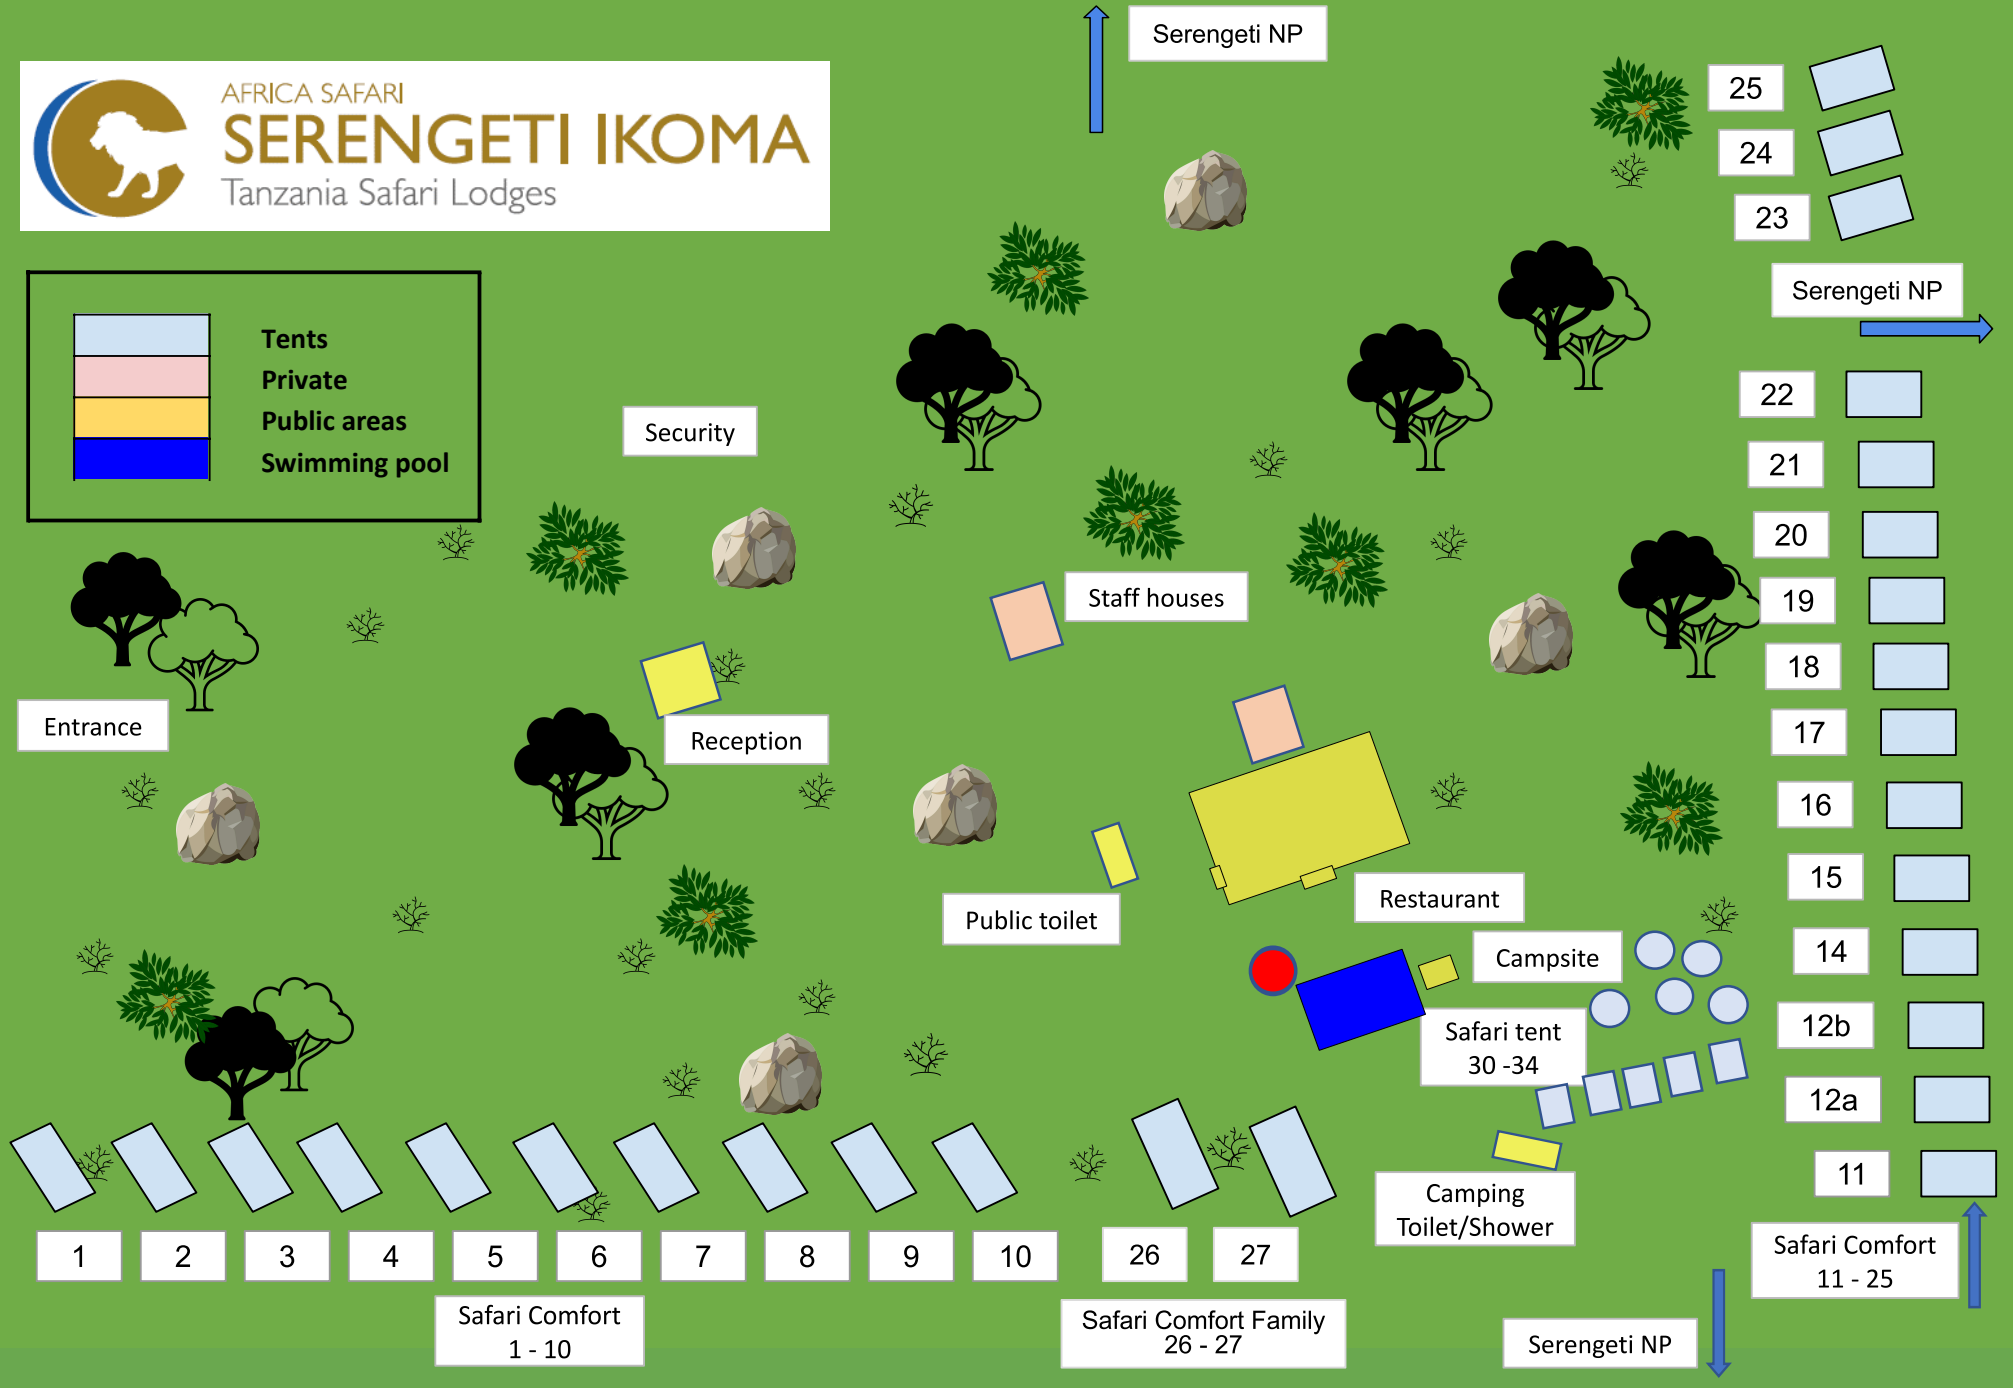 Serengeti NP
AFRICA SAFARI
SERENGETI IKOMA
Tanzania Safari Lodges
25
24
23
Serengeti NP
Tents
Private
Public areas
Swimming pool
22
Security
21
20
Staff houses
19
18
Entrance
Reception
17
16
15
Restaurant
Public toilet
Campsite
14
Safari tent
30 -34
12b
12a
11
Camping
Toilet/Shower
1
2
3
4
5
6
7
8
9
10
26
27
Safari Comfort
11 - 25
Safari Comfort
1 - 10
Safari Comfort Family
26 - 27
Serengeti NP